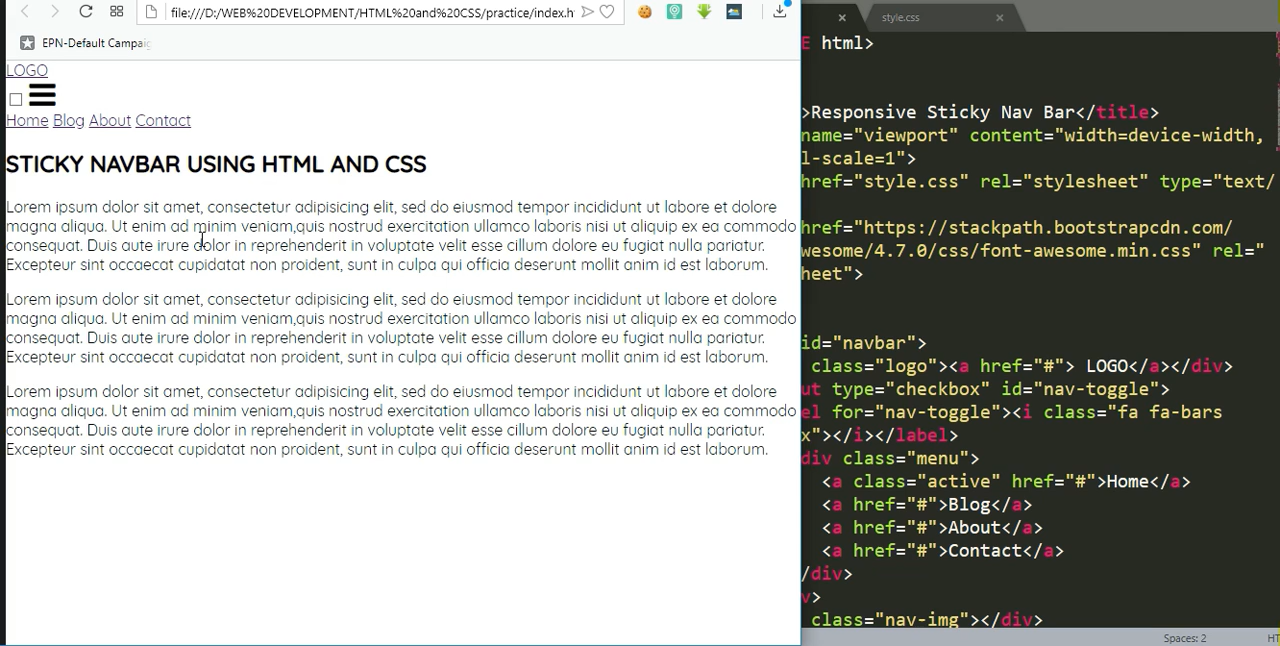 file:///D:/WEB%20DEVELOPMENT/HTML%20and%20CSS/practice/index.h
EPN-Default Campaig
LOGO
Home Blog About Contact
STICKY NAVBAR USING HTML AND CSS
Lorem ipsum dolor sit amet, consectetur adipisicing elit, sed do eiusmod tempor incididunt ut labore et dolore
magna aliqua. Ut enim ad minim veniam,quis nostrud exercitation ullamco laboris nisi ut aliquip ex ea commodo
consequat. Duis aute irure dolor in reprehenderit in voluptate velit esse cillum dolore eu fugiat nulla pariatur.
Excepteur sint occaecat cupidatat non proident, sunt in culpa qui officia deserunt mollit anim id est laborum.
Lorem ipsum dolor sit amet, consectetur adipisicing elit, sed do eiusmod tempor incididunt ut labore et dolore
magna aliqua. Ut enim ad minim veniam,quis nostrud exercitation ullamco laboris nisi ut aliquip ex ea commodo
consequat. Duis aute irure dolor in reprehenderit in voluptate velit esse cillum dolore eu fugiat nulla pariatur.
Excepteur sint occaecat cupidatat non proident, sunt in culpa qui officia deserunt mollit anim id est laborum.
Lorem ipsum dolor sit amet, consectetur adipisicing elit, sed do eiusmod tempor incididunt ut labore et dolore
magna aliqua. Ut enim ad minim veniam,quis nostrud exercitation ullamco laboris nisi ut aliquip ex ea commodo
consequat. Duis aute irure dolor in reprehenderit in voluptate velit esse cillum dolore eu fugiat nulla pariatur.
Excepteur sint occaecat cupidatat non proident, sunt in culpa qui officia deserunt mollit anim id est laborum.
style.css
E html>
>Responsive Sticky Nav Bar</title>
name="viewport" content="width=device-width,
l-scale=1">
href="style.css" rel="stylesheet" type="text/
href="https://stackpath.bootstrapcdn.com/
wesome/4.7.0/css/font-awesome.min.css" rel="
heet">
id="navbar">
class="logo"><a href="#"> LOGO</a></div>
ut type="checkbox" id="nav-toggle">
el for="nav-toggle"><i class="fa fa-bars
x"></i></label>
div class="menu">
<a class="active" href="#">Home</a>
<a href="#">Blog</a>
<a href="#">About</a>
<a href="#">Contact</a>
/div>
v>
class="nav-img"></div>
Spaces: 2
HT